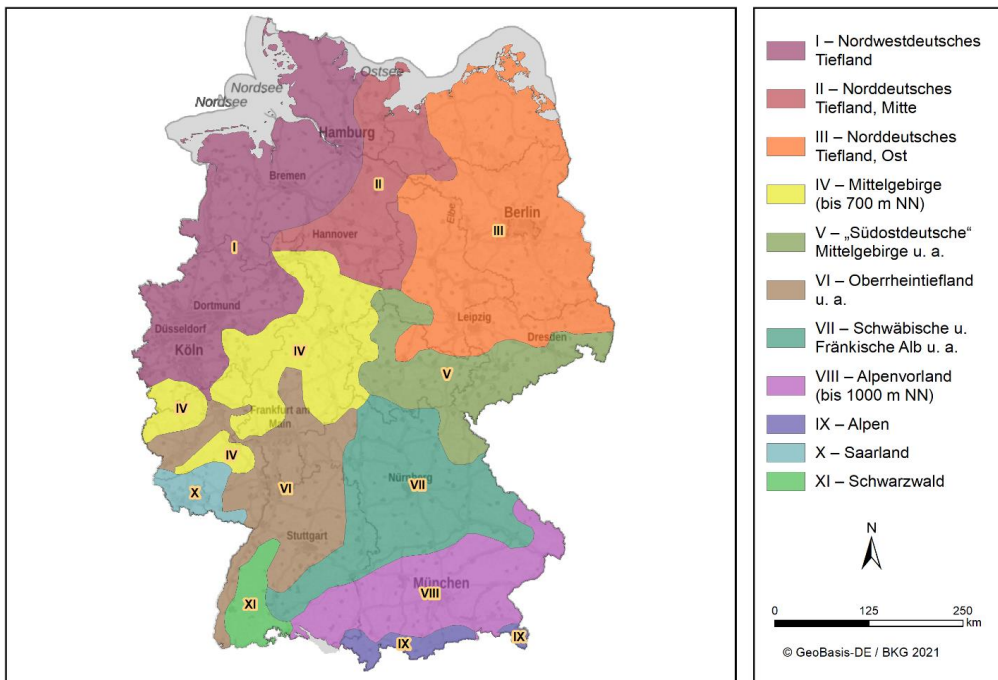 Nordsee
Nordsee
Ostsee
Hamburg
Bremen
II
Berlin
Elbe
Hannover
III
I
Dortmund
Leipzig
Düsseldorf
Dresden
Köln
IV
V
IV
Frankfurt am
Main
IV
X
VI
Nürnberg
VII
Stuttgart
München
VIII
XI
IX
IX
I – Nordwestdeutsches
Tiefland
II – Norddeutsches
Tiefland, Mitte
III – Norddeutsches
Tiefland, Ost
IV – Mittelgebirge
(bis 700 m NN)
V – „Südostdeutsche“
Mittelgebirge u. a.
VI – Oberrheintiefland
u. a.
VII – Schwäbische u.
Fränkische Alb u. a.
VIII – Alpenvorland
(bis 1000 m NN)
IX – Alpen
X – Saarland
XI – Schwarzwald
N
0 125 250
km
© GeoBasis-DE / BKG 2021